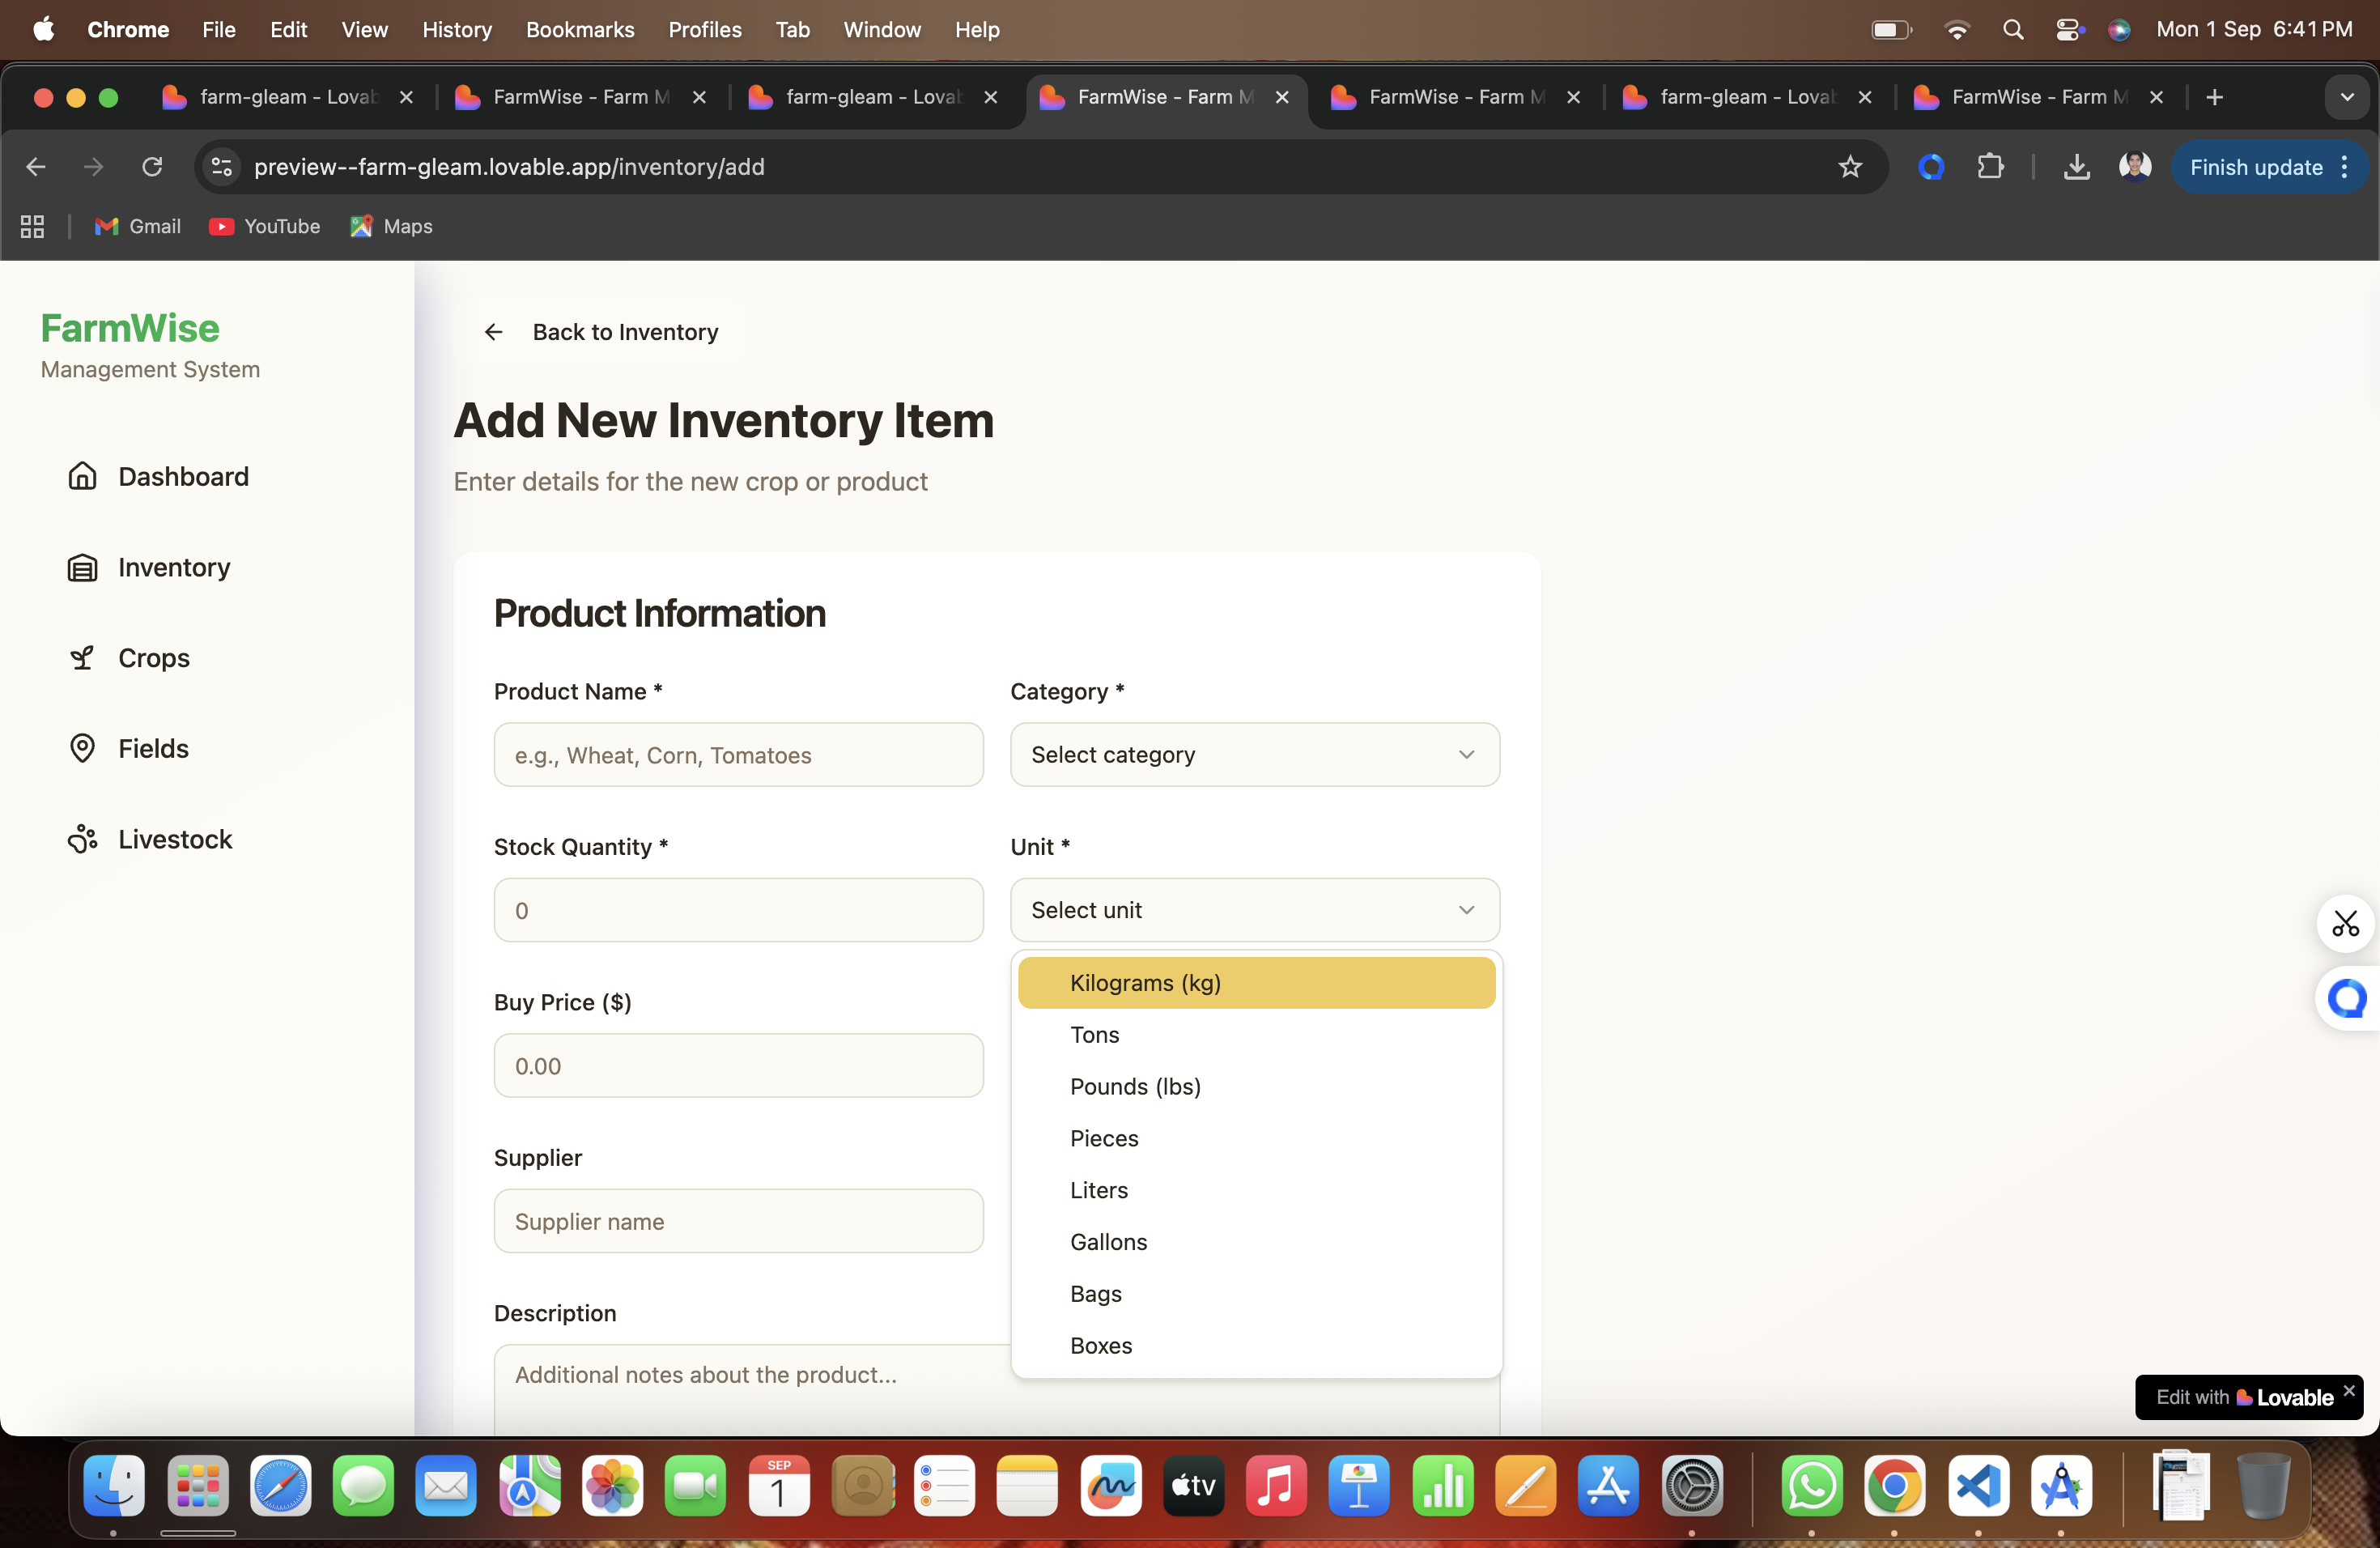 Chrome File Edit View History Bookmarks Profiles Tab Window Help Mon 1 Sep 6:41 PM
farm-gleam - Lovab FarmWise - Farm M farm-gleam - Lovab FarmWise - Farm M FarmWise - Farm M farm-gleam - Lovab FarmWise - Farm M
preview--farm-gleam.lovable.app/inventory/add Finish update
Gmail YouTube Maps
FarmWise
Management System
Dashboard
Inventory
Crops
Fields
Livestock
Back to Inventory
Add New Inventory Item
Enter details for the new crop or product
Product Information
Product Name * Category *
e.g., Wheat, Corn, Tomatoes Select category
Stock Quantity * Unit *
0 Select unit
Kilograms (kg)
Tons
Pounds (lbs)
Pieces
Liters
Gallons
Bags
Boxes
Buy Price ($)
0.00
Supplier
Supplier name
Description
Additional notes about the product...
Edit with Lovable
SEP
1
tv